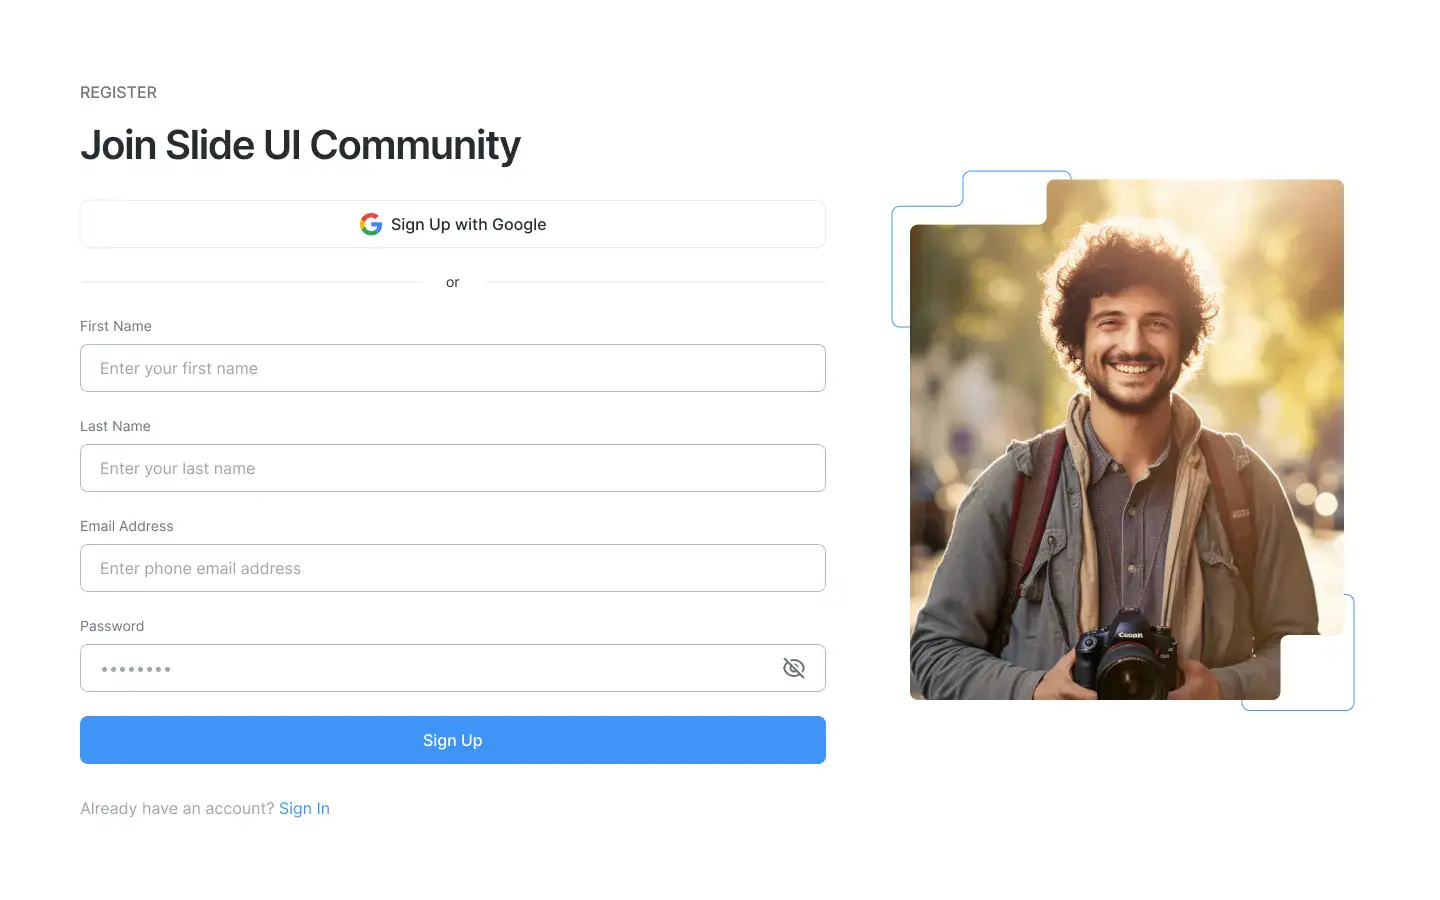 REGISTER
Join Slide UI Community
Sign Up with Google
or
First Name
Enter your first name
Last Name
Enter your last name
Email Address
Enter phone email address
Password
Sign Up
Already have an account? Sign In
Canon